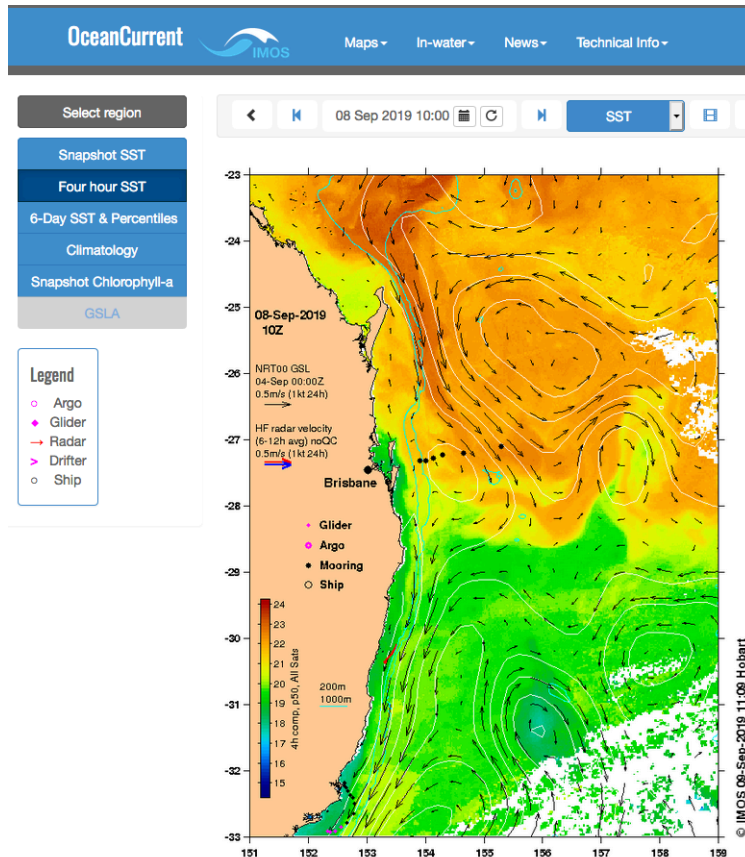 OceanCurrent
IMOS
Maps
In-water
News
Technical Info
Select region
08 Sep 2019 10:00
SST
Snapshot SST
Four hour SST
6-Day SST & Percentiles
Climatology
Snapshot Chlorophyll-a
GSLA
Legend
Argo
Glider
Radar
Drifter
Ship
-23
-24
-25
-26
-27
-28
-29
-30
-31
-32
-33
08-Sep-2019
10Z
NRT00 GSL
04-Sep 00:00Z
0.5m/s (1kt 24h)
HF radar velocity
(6-12h avg) noQC
0.5m/s (1kt 24h)
Brisbane
Glider
Argo
Mooring
Ship
24
23
22
21
20
19
18
17
16
15
4h comp, p50, All Sats
200m
1000m
151
152
153
154
155
156
157
158
159
© IMOS 09-Sep-2019 11:09 Hobart